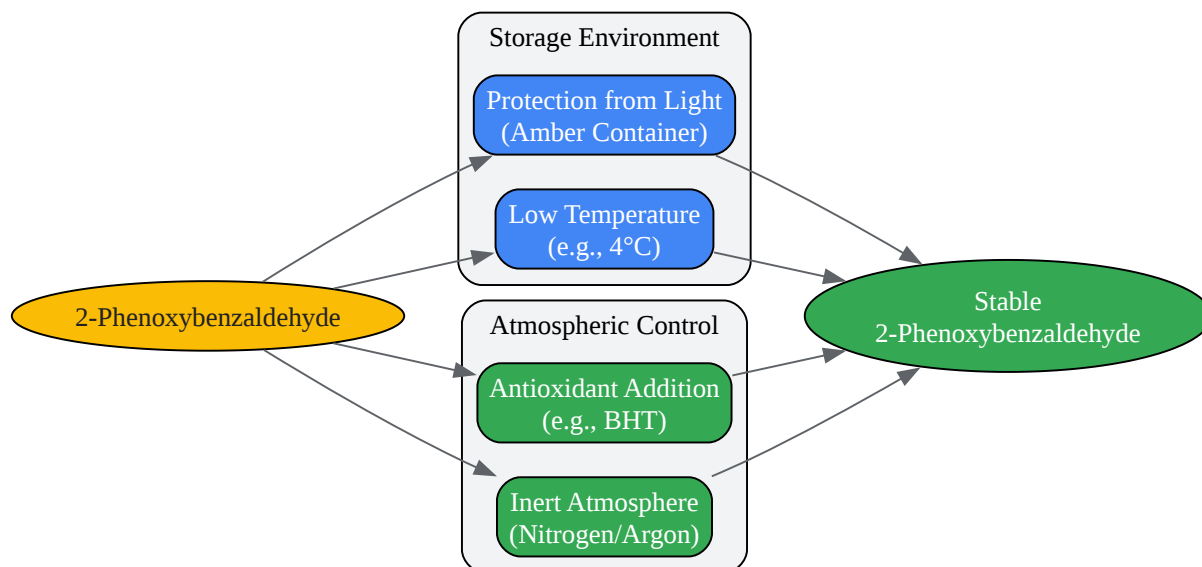 Storage Environment
Protection from Light
(Amber Container)
Low Temperature
(e.g., 4°C)
2-Phenoxybenzaldehyde
Stable
2-Phenoxybenzaldehyde
Atmospheric Control
Antioxidant Addition
(e.g., BHT)
Inert Atmosphere
(Nitrogen/Argon)